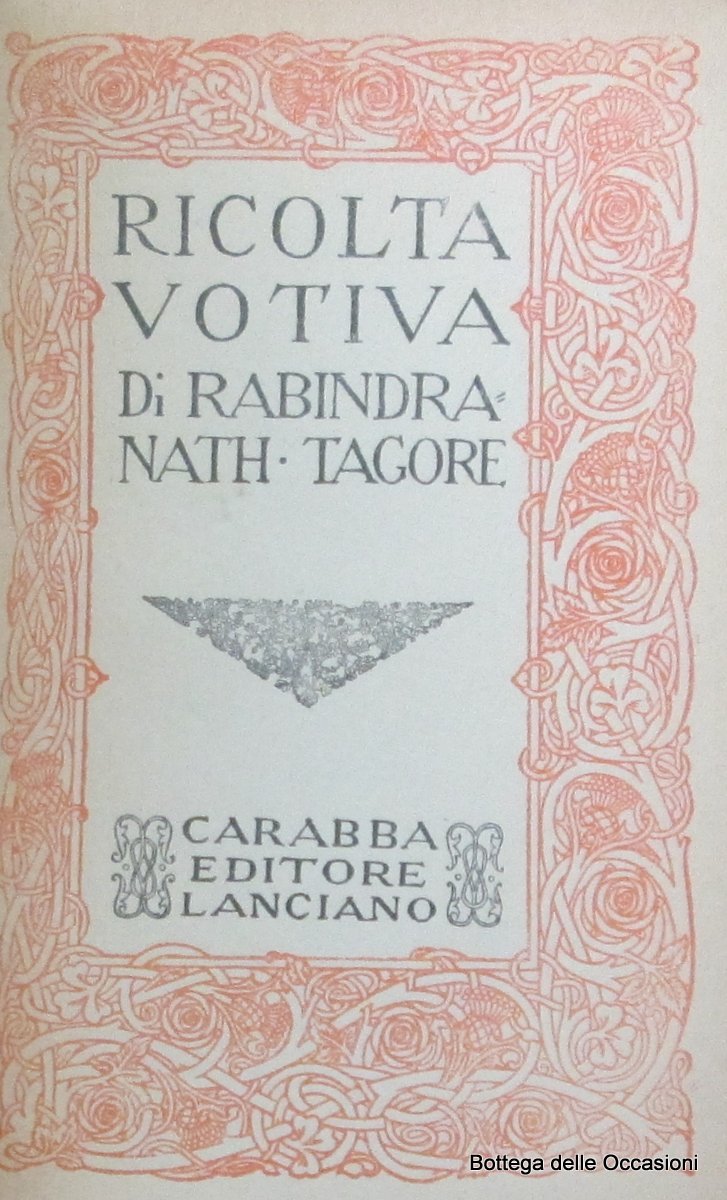 RICOLTA
VOTIVA
Di RABINDRA=
NATH · TAGORE
CARABBA
EDITORE
LANCIANO
Bottega delle Occasioni